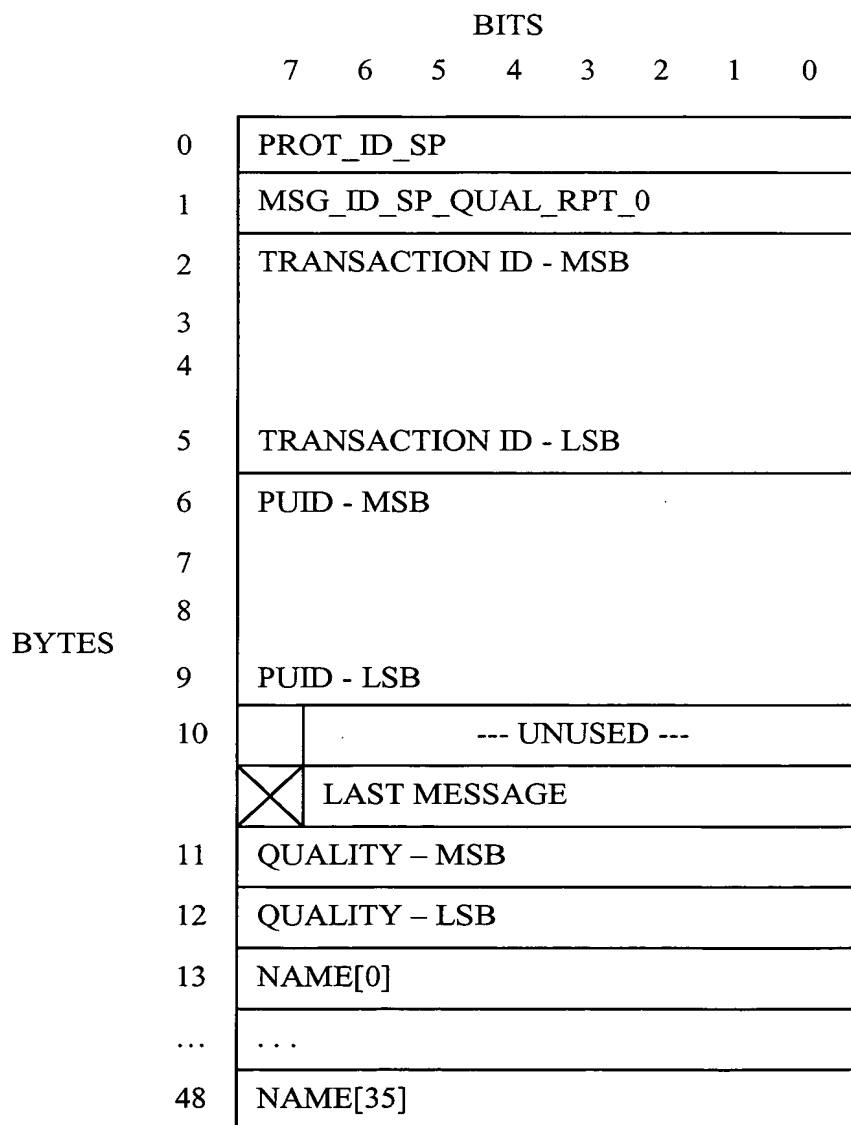 BITS
7 6 5 4 3 2 1 0
0 PROT_ID_SP
1 MSG_ID_SP_QUAL_RPT_0
2 TRANSACTION ID - MSB
3
4
5 TRANSACTION ID - LSB
6 PUID - MSB
7
8
BYTES
9 PUID - LSB
10 --- UNUSED ---
LAST MESSAGE
11 QUALITY – MSB
12 QUALITY – LSB
13 NAME[0]
... . . .
48 NAME[35]